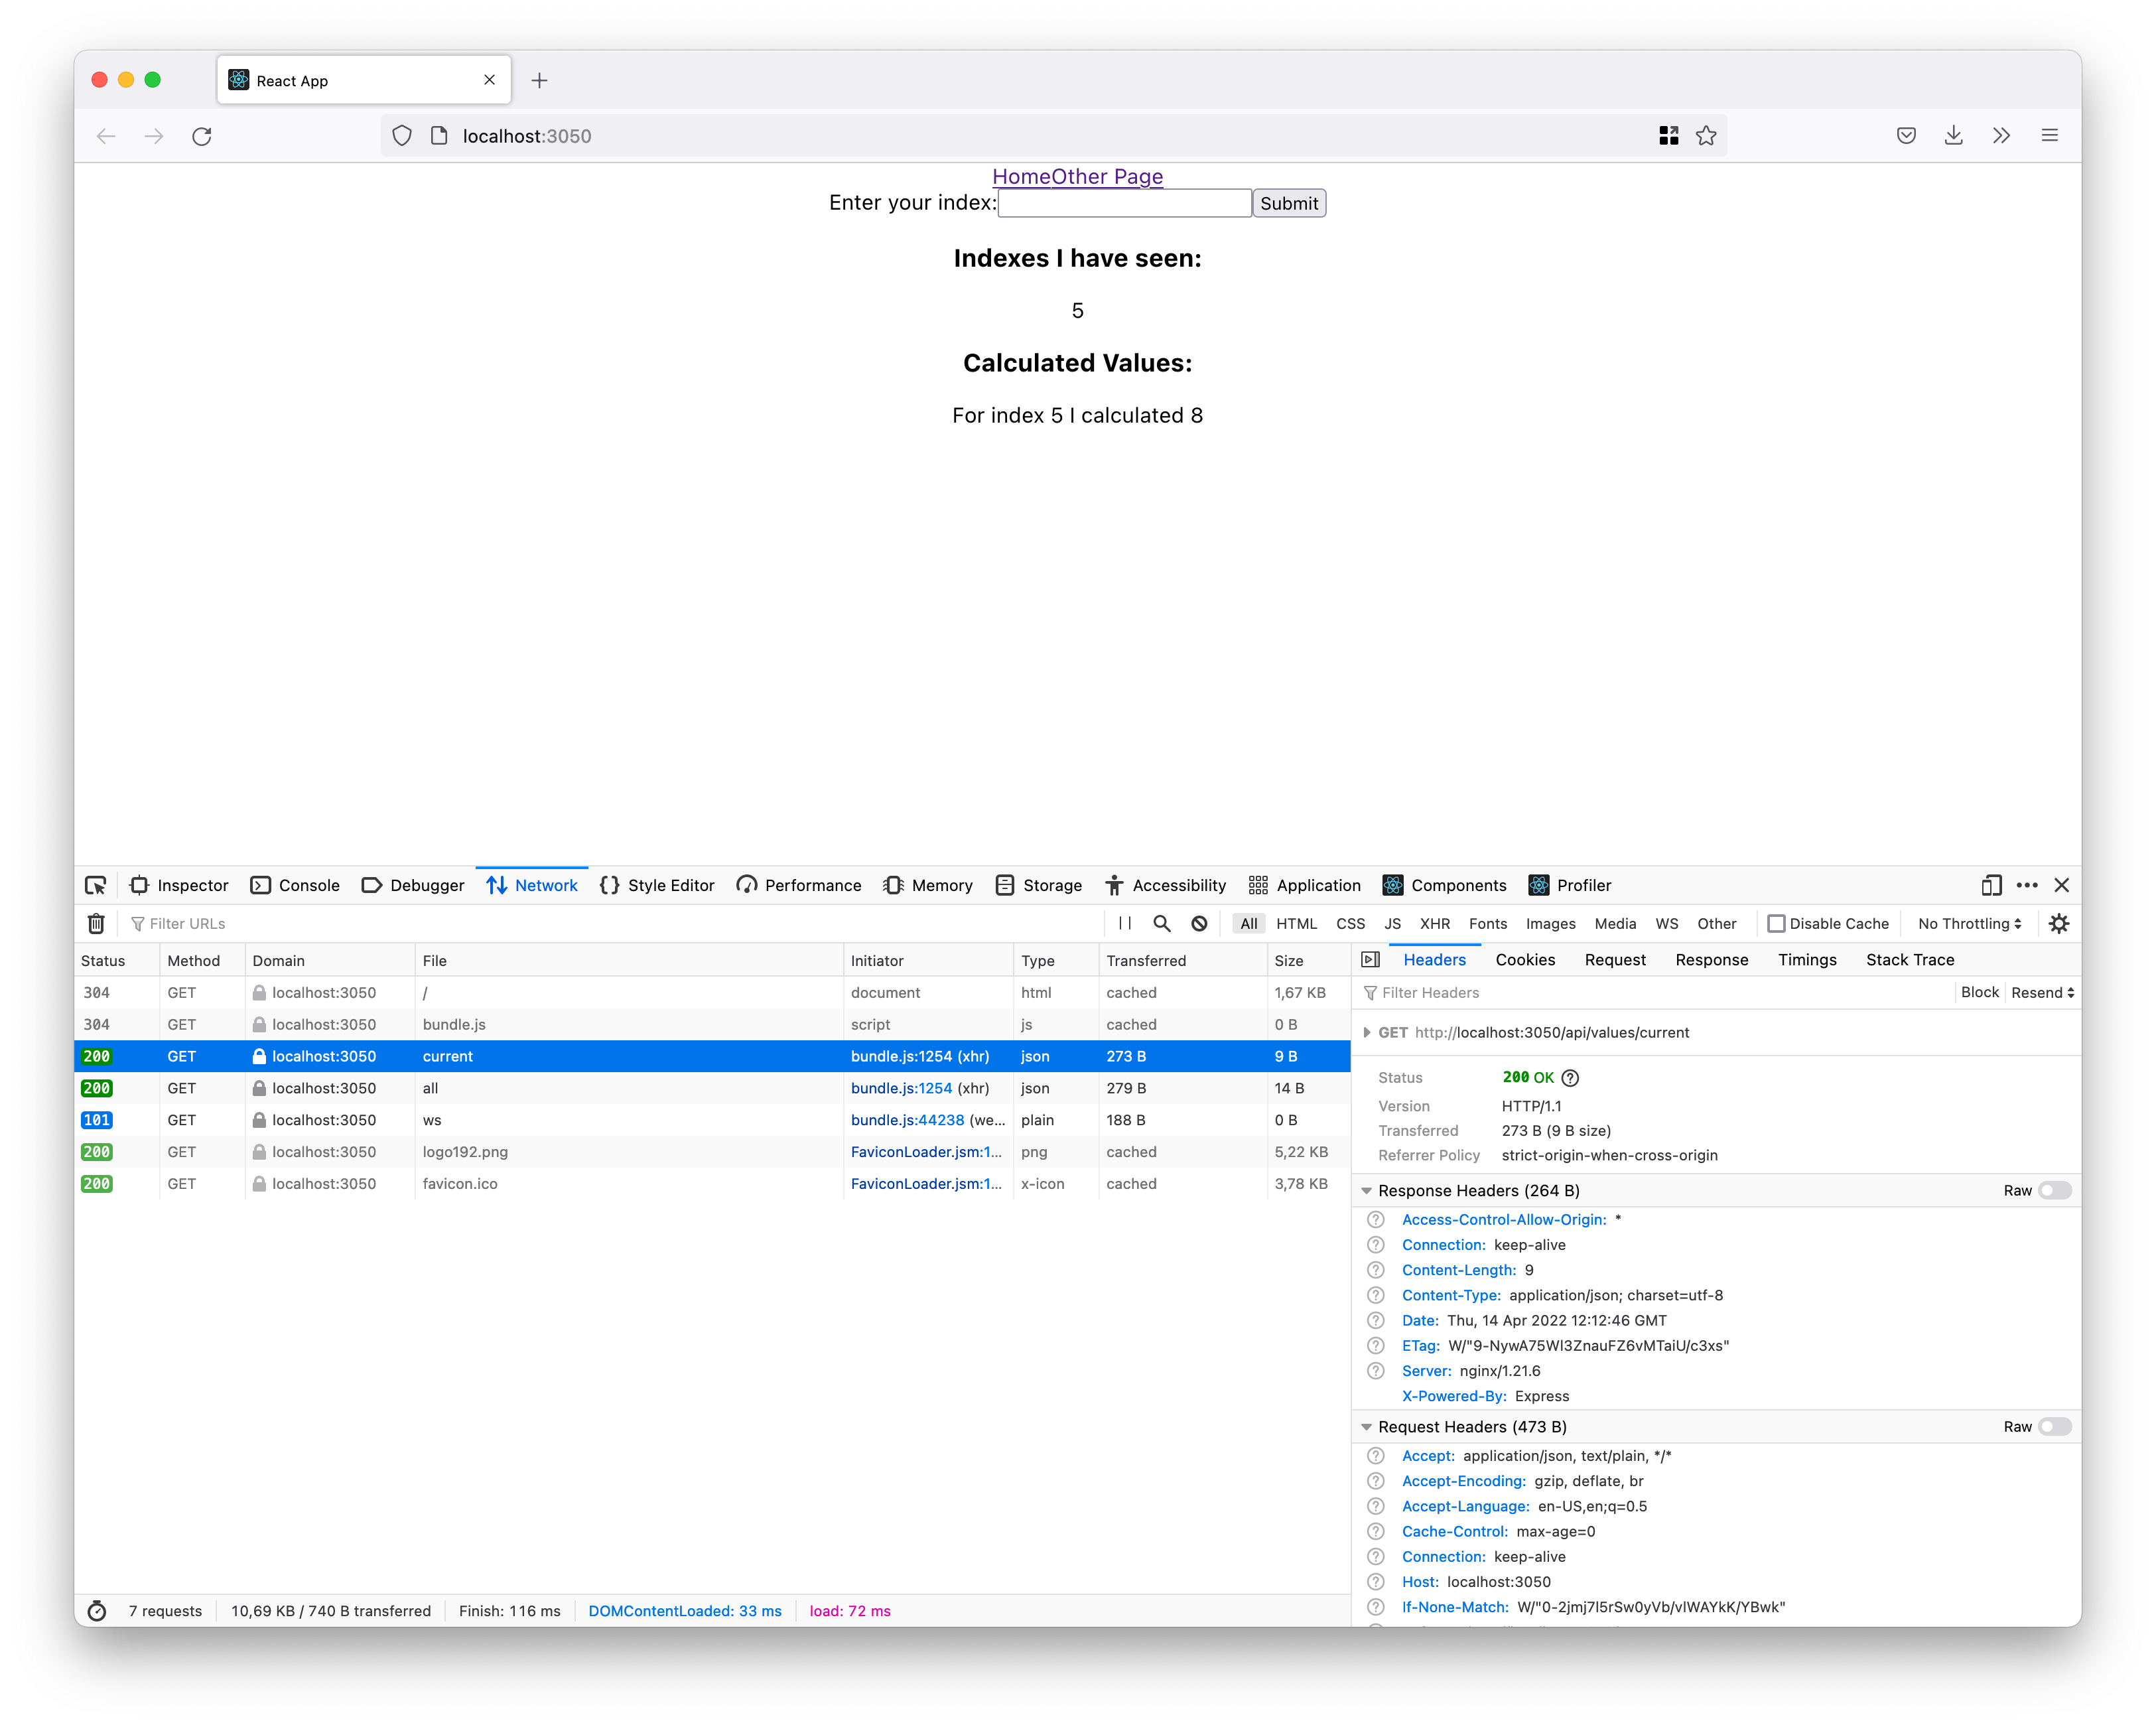 React App
localhost:3050
HomeOther Page
Enter your index: Submit
Indexes I have seen:
5
Calculated Values:
For index 5 I calculated 8
Inspector Console Debugger Network Style Editor Performance Memory Storage Accessibility Application Components Profiler
Filter URLs All HTML CSS JS XHR Fonts Images Media WS Other Disable Cache No Throttling
Status Method Domain File Initiator Type Transferred Size
304 GET localhost:3050 / document html cached 1,67 KB
304 GET localhost:3050 bundle.js script js cached 0 B
200 GET localhost:3050 current bundle.js:1254 (xhr) json 273 B 9 B
200 GET localhost:3050 all bundle.js:1254 (xhr) json 279 B 14 B
101 GET localhost:3050 ws bundle.js:44238 (we... plain 188 B 0 B
200 GET localhost:3050 logo192.png FaviconLoader.jsm:1... png cached 5,22 KB
200 GET localhost:3050 favicon.ico FaviconLoader.jsm:1... x-icon cached 3,78 KB
7 requests 10,69 KB / 740 B transferred Finish: 116 ms DOMContentLoaded: 33 ms load: 72 ms
Headers Cookies Request Response Timings Stack Trace
Filter Headers Block Resend
GET http://localhost:3050/api/values/current
Status 200 OK
Version HTTP/1.1
Transferred 273 B (9 B size)
Referrer Policy strict-origin-when-cross-origin
Response Headers (264 B) Raw
Access-Control-Allow-Origin: *
Connection: keep-alive
Content-Length: 9
Content-Type: application/json; charset=utf-8
Date: Thu, 14 Apr 2022 12:12:46 GMT
ETag: W/"9-NywA75Wl3ZnauFZ6vMTaiU/c3xs"
Server: nginx/1.21.6
X-Powered-By: Express
Request Headers (473 B) Raw
Accept: application/json, text/plain, */*
Accept-Encoding: gzip, deflate, br
Accept-Language: en-US,en;q=0.5
Cache-Control: max-age=0
Connection: keep-alive
Host: localhost:3050
If-None-Match: W/"0-2jmj7l5rSw0yVb/vlWAYkK/YBwk"